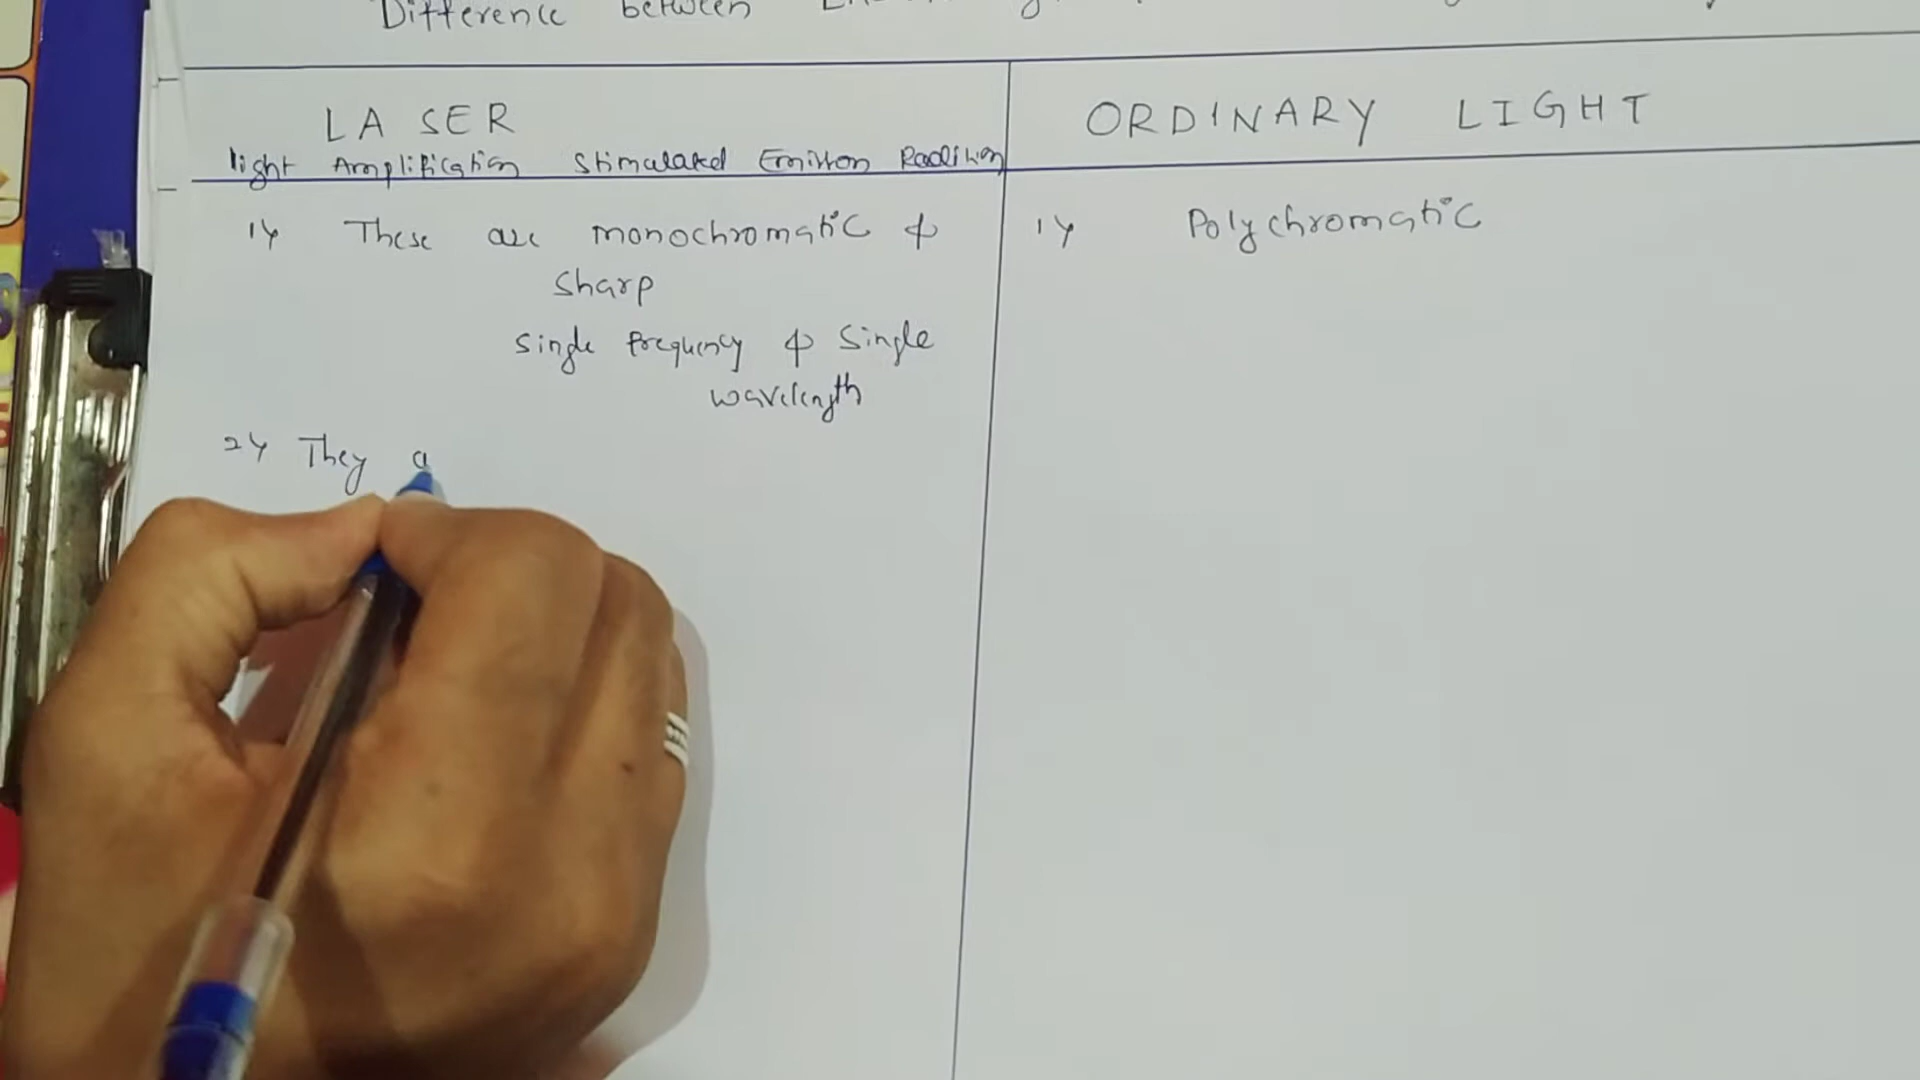 Difference between
LASER
ORDINARY LIGHT
light Amplification Stimulated Emission Radition
1) These are monochromatic &
sharp
single frequency & single
wavelength
1) Polychromatic
2) They a